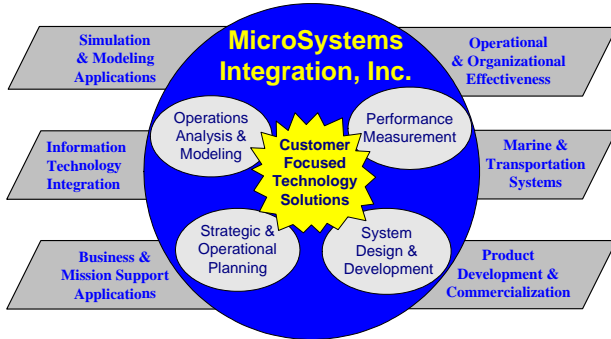 MicroSystems
Integration, Inc.
Simulation
& Modeling
Applications
Operational
& Organizational
Effectiveness
Operations
Analysis &
Modeling
Performance
Measurement
Customer
Focused
Technology
Solutions
Information
Technology
Integration
Marine &
Transportation
Systems
Strategic &
Operational
Planning
System
Design &
Development
Business &
Mission Support
Applications
Product
Development &
Commercialization